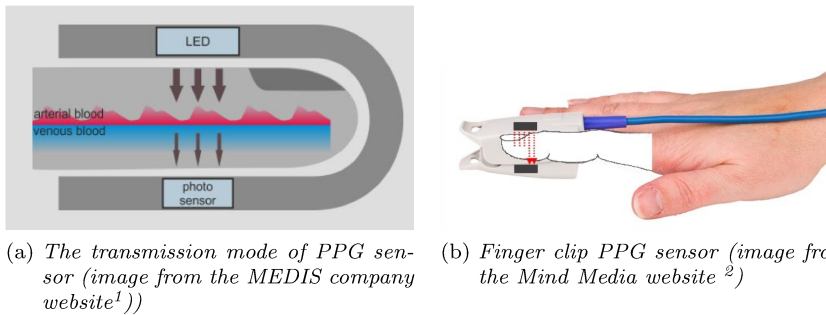 LED
arterial blood
venous blood
photo
sensor
(a) The transmission mode of PPG sen-
sor (image from the MEDIS company
website1))
(b) Finger clip PPG sensor (image fro
the Mind Media website 2)